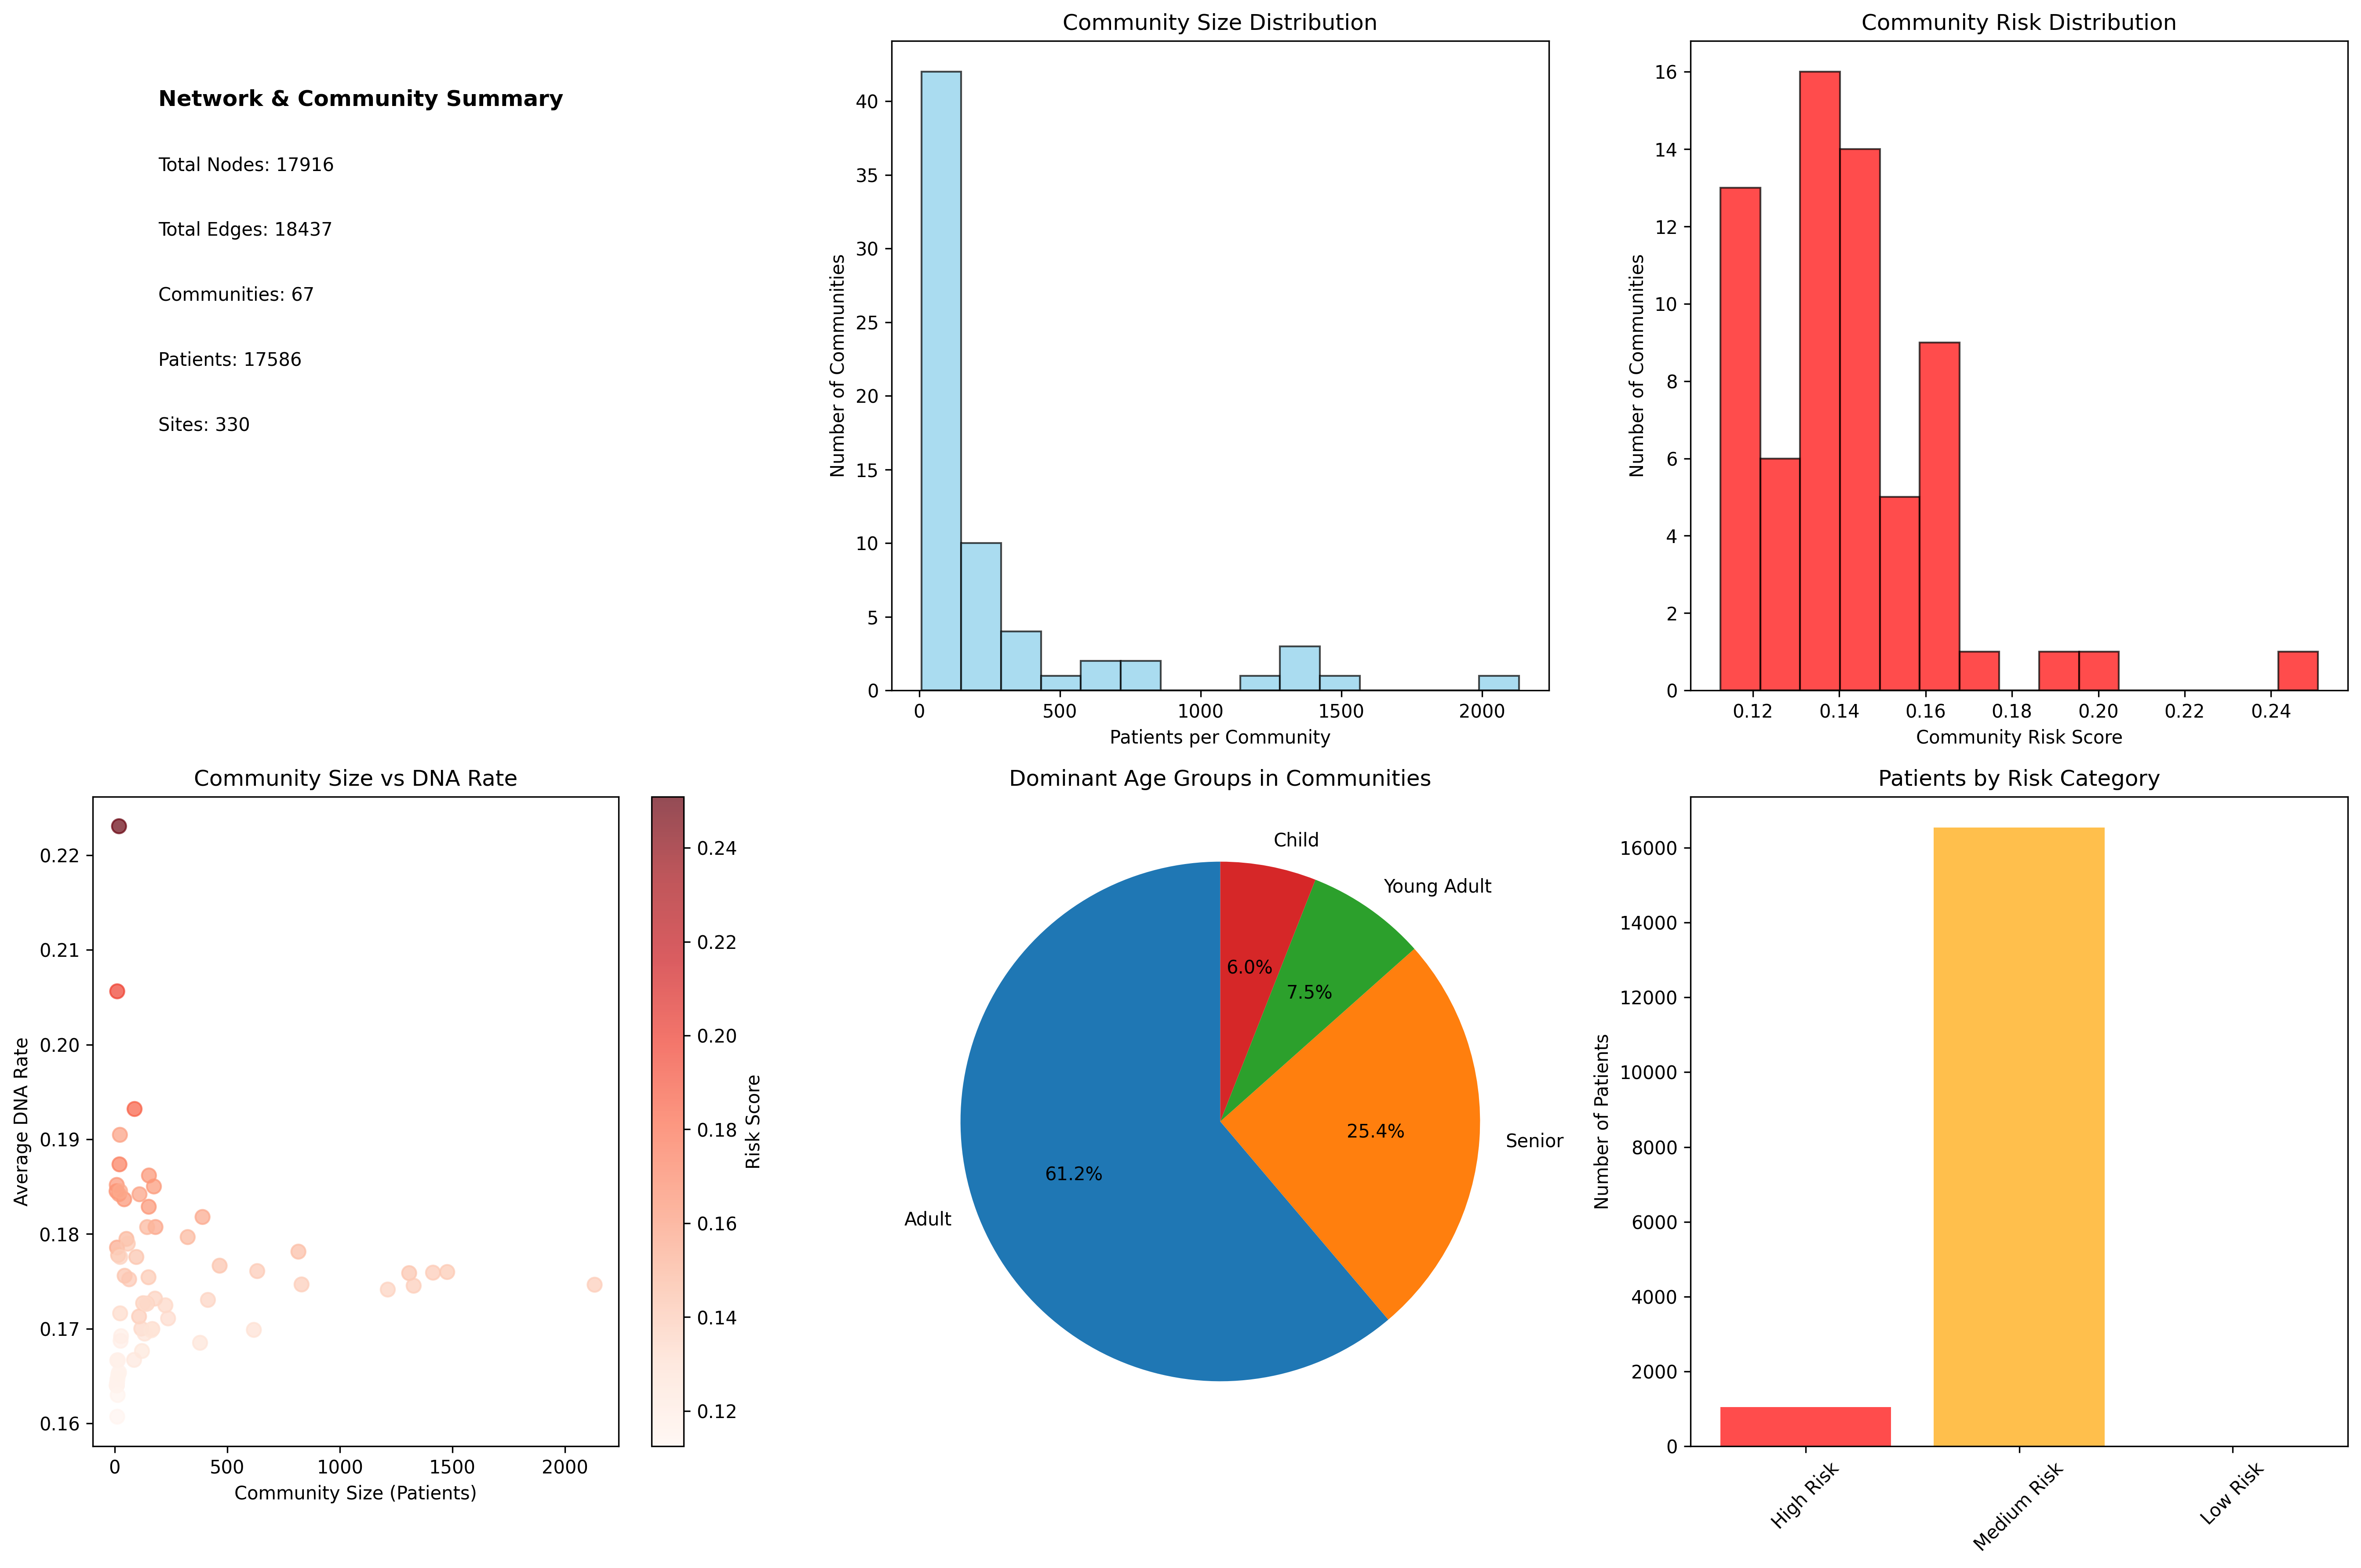 Network & Community Summary
Total Nodes: 17916
Total Edges: 18437
Communities: 67
Patients: 17586
Sites: 330
Community Size Distribution
Number of Communities
40
35
30
25
20
15
10
5
0
0 500 1000 1500 2000
Patients per Community
Community Risk Distribution
Number of Communities
16
14
12
10
8
6
4
2
0
0.12 0.14 0.16 0.18 0.20 0.22 0.24
Community Risk Score
Community Size vs DNA Rate
Average DNA Rate
0.22
0.21
0.20
0.19
0.18
0.17
0.16
0 500 1000 1500 2000
Community Size (Patients)
0.24
0.22
0.20
0.18
0.16
0.14
0.12
Risk Score
Dominant Age Groups in Communities
Child
Young Adult
6.0%
7.5%
25.4%
Senior
61.2%
Adult
Patients by Risk Category
Number of Patients
16000
14000
12000
10000
8000
6000
4000
2000
0
High Risk
Medium Risk
Low Risk